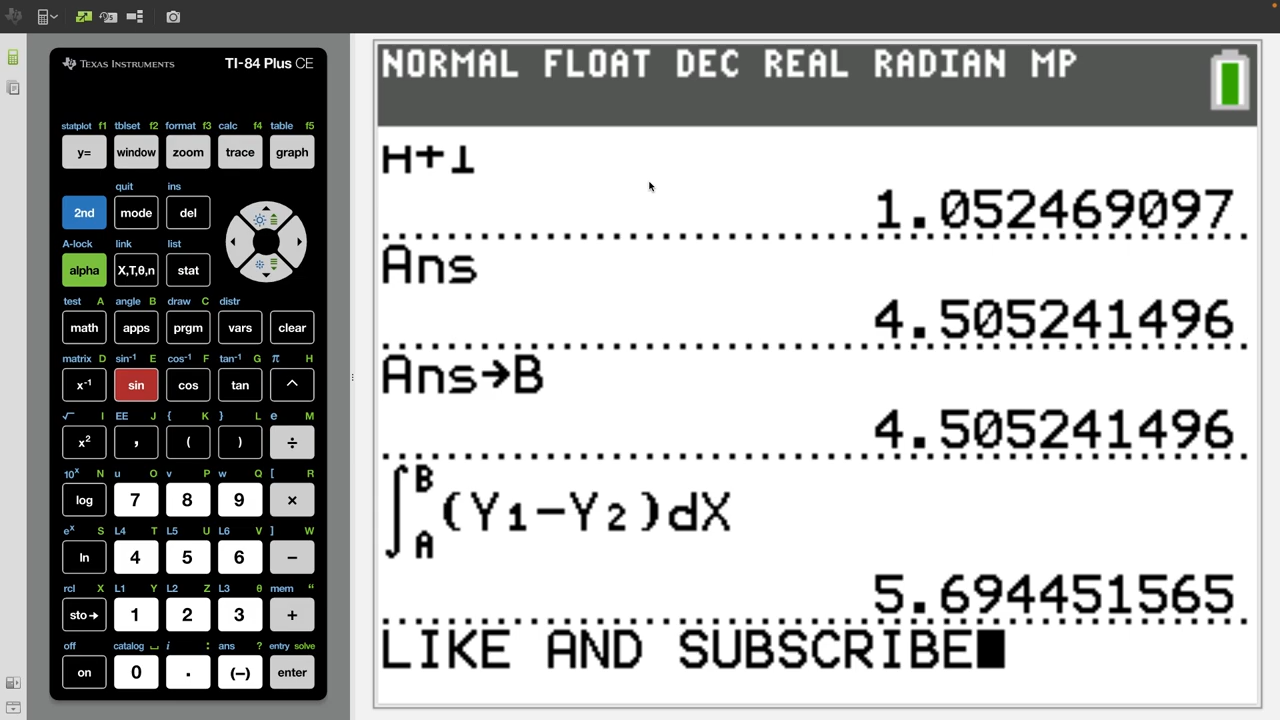 TEXAS INSTRUMENTS TI-84 Plus CE
statplot f1 tblset f2 format f3 calc f4 table f5
y= window zoom trace graph
quit ins
2nd mode del
A-lock link list
alpha X,T,θ,n stat
test A angle B draw C distr
math apps prgm vars clear
matrix D sin⁻¹ E cos⁻¹ F tan⁻¹ G π H
x⁻¹ sin cos tan ^
√ I EE J { K } L e M
x² , ( ) ÷
10ˣ N u O v P w Q [ R
log 7 8 9 ×
eˣ S L4 T L5 U L6 V ] W
ln 4 5 6 −
rcl X L1 Y L2 Z L3 θ mem "
sto→ 1 2 3 +
off catalog i : ans ? entry solve
on 0 . (−) enter
NORMAL FLOAT DEC REAL RADIAN MP
1.052469097
Ans
4.505241496
Ans→B
4.505241496
∫ B A (Y₁−Y₂)dX
5.694451565
LIKE AND SUBSCRIBE